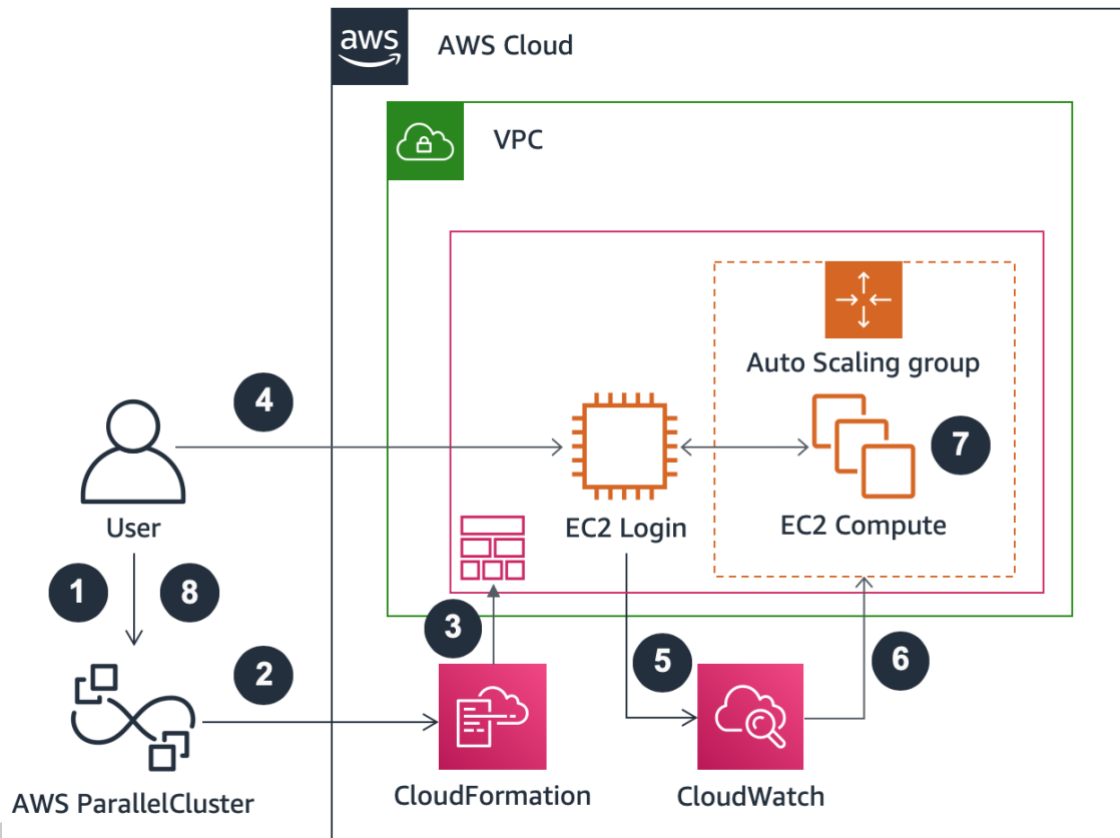 aws
AWS Cloud
VPC
Auto Scaling group
4
7
User
EC2 Login
EC2 Compute
1
8
3
2
5
6
AWS ParallelCluster
CloudFormation
CloudWatch